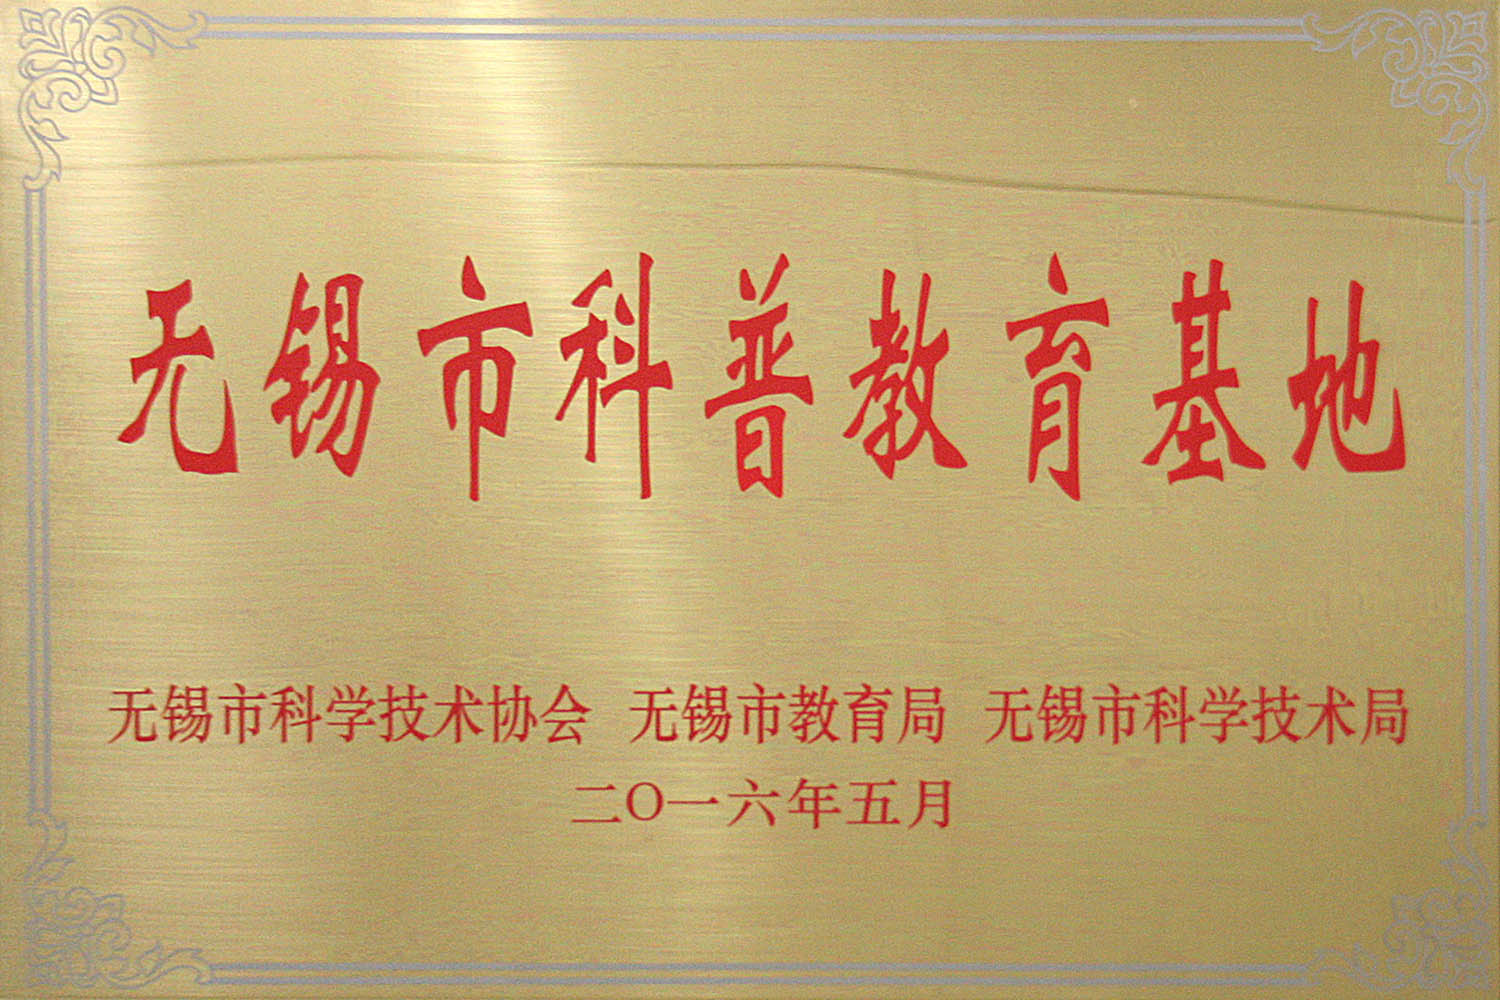 无锡市科普教育基地
无锡市科学技术协会 无锡市教育局 无锡市科学技术局
二〇一六年五月